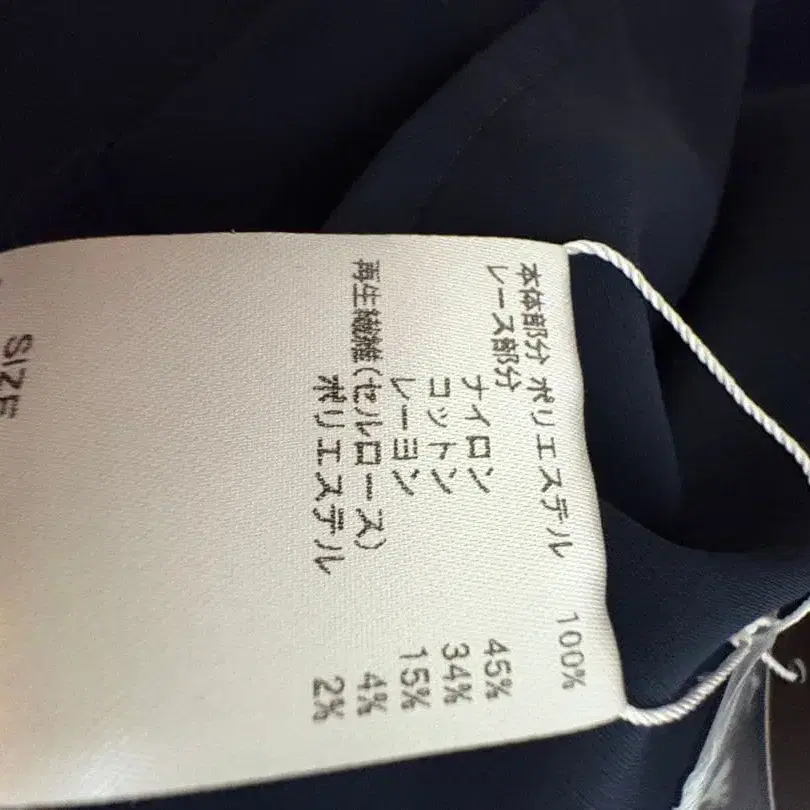 本体部分 ポリエステル 100%
レース部分
ナイロン 45%
コットン 34%
レーヨン 15%
再生繊維(セルロース) 4%
ポリエステル 2%
SIZE